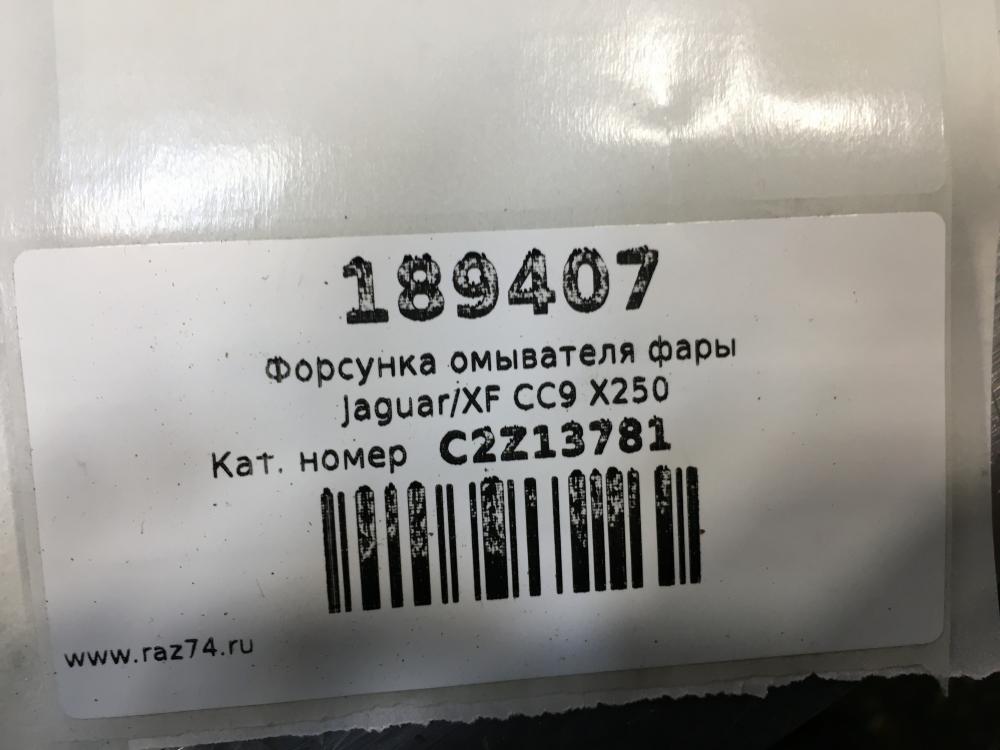 189407
Форсунка омывателя фары
Jaguar/XF CC9 X250
Кат. номер C2Z13781
www.raz74.ru